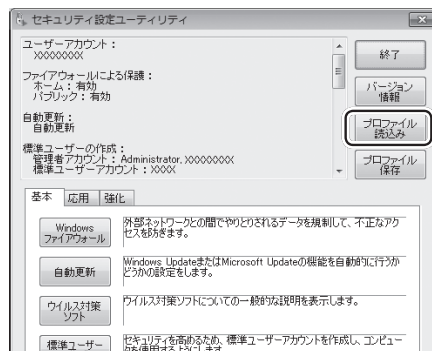 セキュリティ設定ユーティリティ
ユーザーアカウント：
XXXXXXXX
ファイアウォールによる保護：
ホーム：有効
パブリック：有効
自動更新：
自動更新
標準ユーザーの作成：
管理者アカウント：Administrator, XXXXXXXX
標準ユーザーアカウント：XXXX
終了
バージョン
情報
プロファイル
読込み
プロファイル
保存
基本 応用 強化
Windows
ファイアウォール
外部ネットワークとの間でやりとりされるデータを規制して、不正なアク
セスを防ぎます。
自動更新
Windows UpdateまたはMicrosoft Updateの機能を自動的に行うか
どうかの設定をします。
ウイルス対策
ソフト
ウイルス対策ソフトについての一般的な説明を表示します。
標準ユーザー
セキュリティを高めるため、標準ユーザーアカウントを作成し、コンピュー
タを使用するようにします